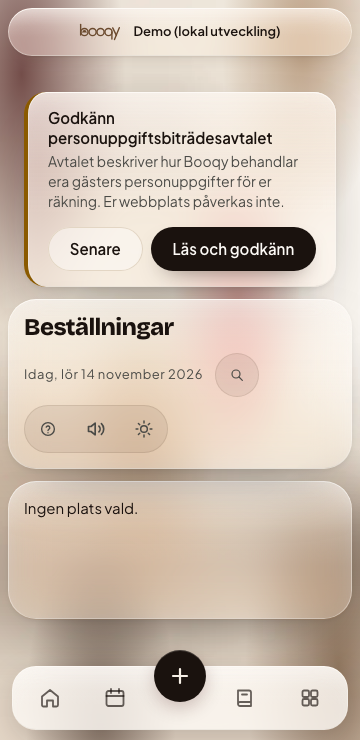 booqy Demo (lokal utveckling)
Godkänn
personuppgiftsbiträdesavtalet
Avtalet beskriver hur Booqy behandlar
era gästers personuppgifter för er
räkning. Er webbplats påverkas inte.
Senare Läs och godkänn
Beställningar
Idag, lör 14 november 2026
Ingen plats vald.